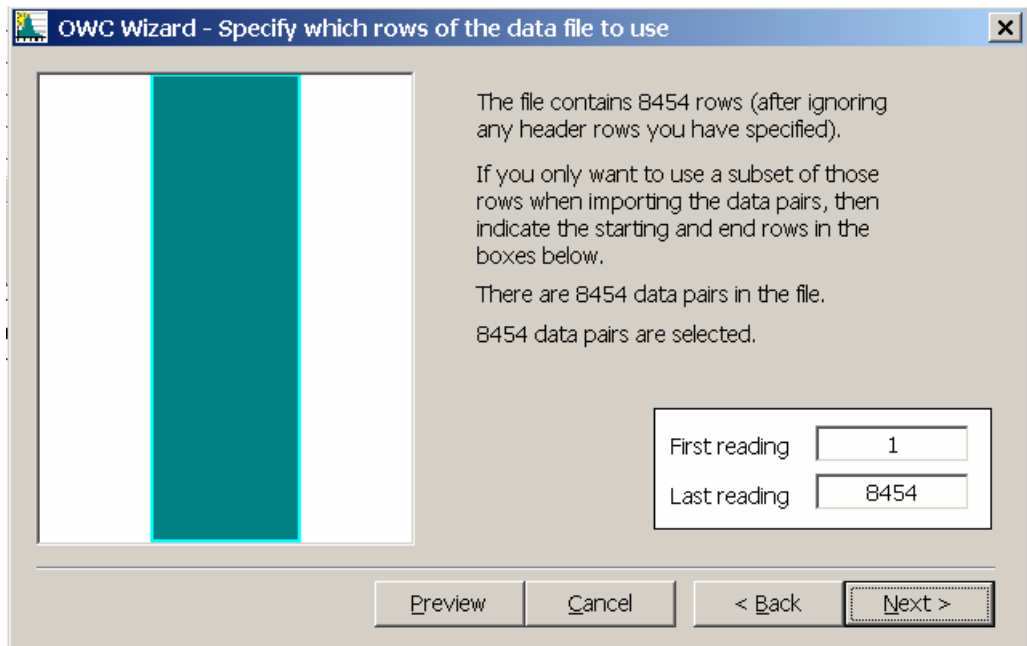 OWC Wizard - Specify which rows of the data file to use
The file contains 8454 rows (after ignoring
any header rows you have specified).
If you only want to use a subset of those
rows when importing the data pairs, then
indicate the starting and end rows in the
boxes below.
There are 8454 data pairs in the file.
8454 data pairs are selected.
First reading 1
Last reading 8454
Preview Cancel < Back Next >